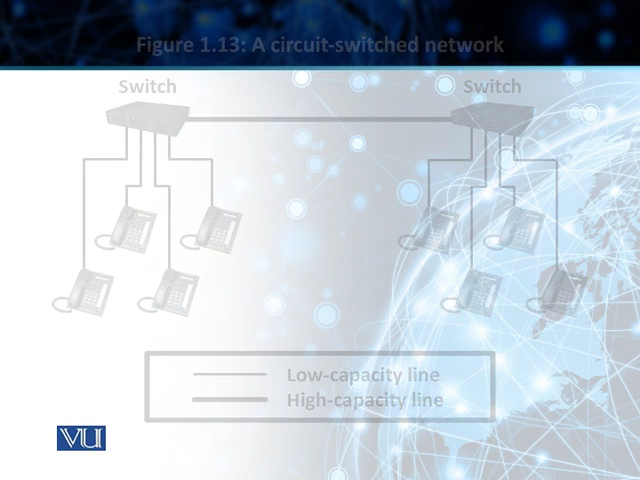 Figure 1.13: A circuit-switched network
Switch
Switch
Low-capacity line
High-capacity line
VU